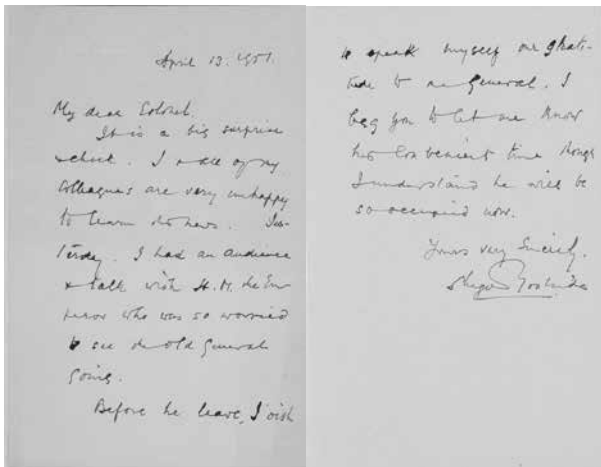 April 13. 1951.
My dear Colonel.
It is a big surprise
& shock. I & all of my
Colleagues are very unhappy
to learn the news. Yes-
terday. I had an audience
& talk with H.M. the Em-
peror who was so worried
to see the old General
going.
Before he leave, I wish
to speak myself our grati-
tude to the General. I
beg you to let me know
his convenient time though
I understand he will be
so occupied now.
Yours very Sincerely.
Shigeru Yoshida